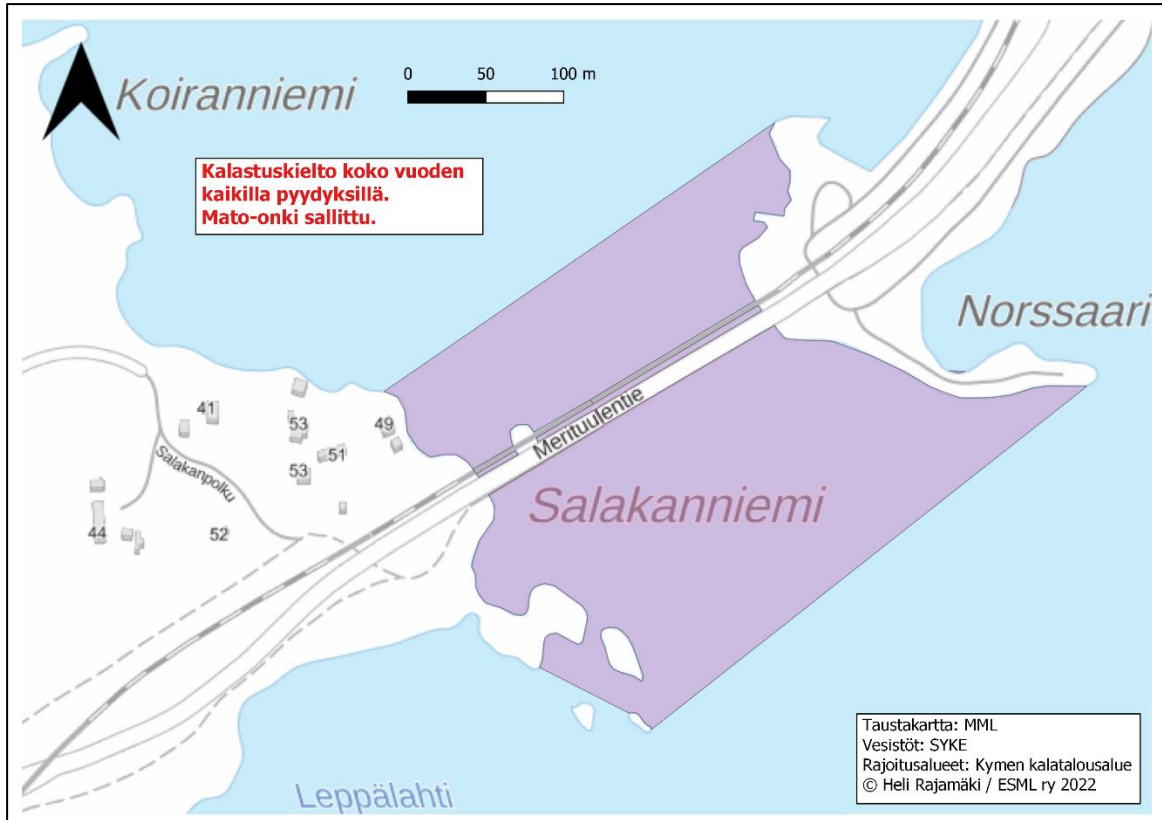 0 50 100 m
Koiranniemi
Kalastuskielto koko vuoden
kaikilla pyydyksillä.
Mato-onki sallittu.
Norssaari
41
53
49
51
53
Salakanpolku
44
52
Merituulentie
Salakanniemi
Leppälahti
Taustakartta: MML
Vesistöt: SYKE
Rajoitusalueet: Kymen kalatalousalue
© Heli Rajamäki / ESML ry 2022